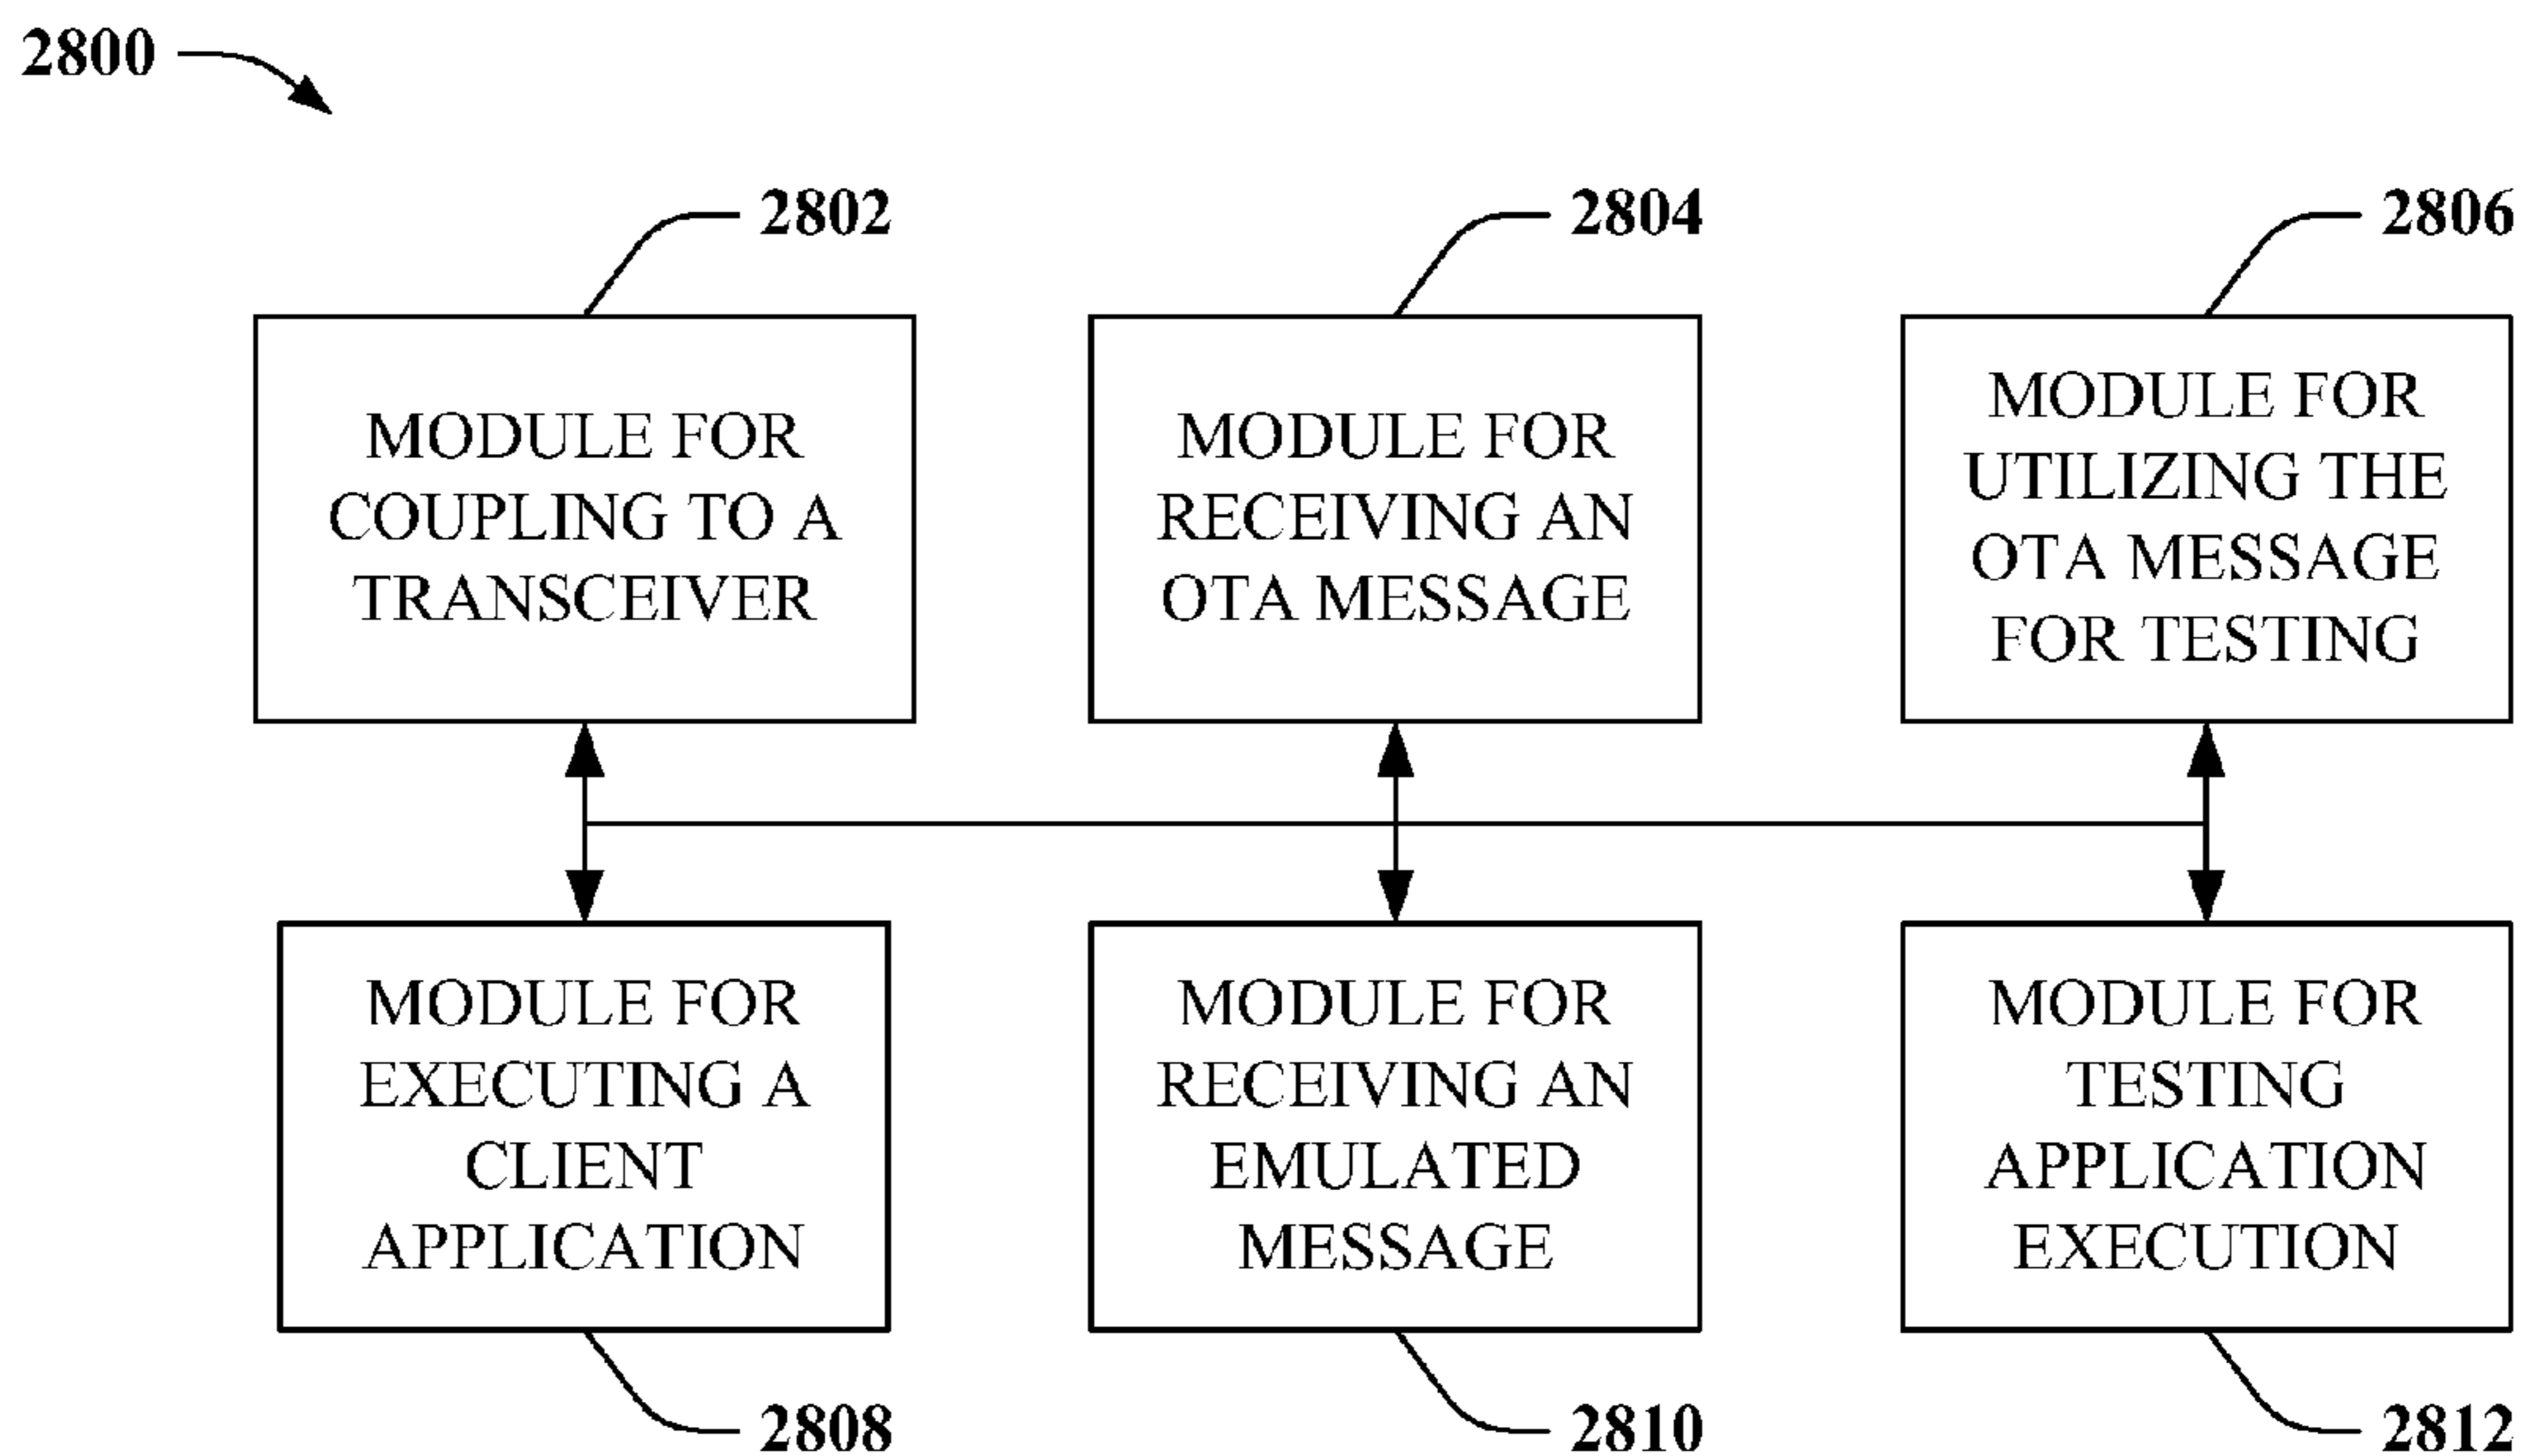 2800
2802
2804
2806
MODULE FOR
COUPLING TO A
TRANSCEIVER
MODULE FOR
RECEIVING AN
OTA MESSAGE
MODULE FOR
UTILIZING THE
OTA MESSAGE
FOR TESTING
MODULE FOR
EXECUTING A
CLIENT
APPLICATION
MODULE FOR
RECEIVING AN
EMULATED
MESSAGE
MODULE FOR
TESTING
APPLICATION
EXECUTION
2808
2810
2812